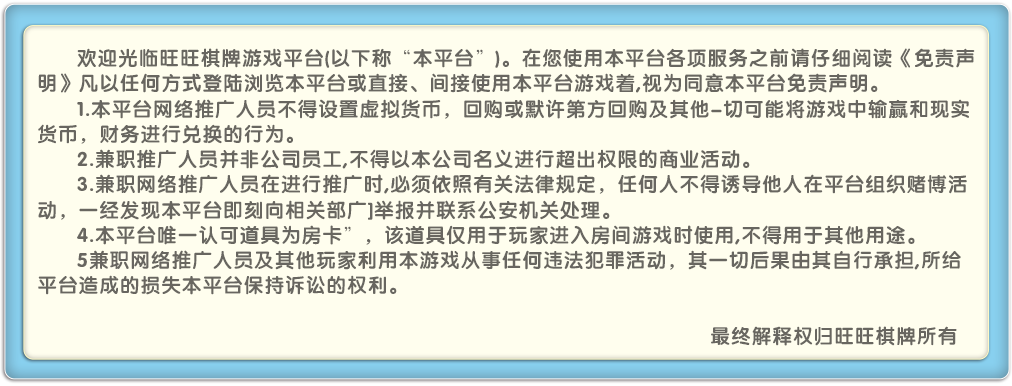 欢迎光临旺旺棋牌游戏平台(以下称“本平台”)。在您使用本平台各项服务之前请仔细阅读《免责声
明》凡以任何方式登陆浏览本平台或直接、间接使用本平台游戏着,视为同意本平台免责声明。
1.本平台网络推广人员不得设置虚拟货币，回购或默许第方回购及其他-切可能将游戏中输赢和现实
货币，财务进行兑换的行为。
2.兼职推广人员并非公司员工,不得以本公司名义进行超出权限的商业活动。
3.兼职网络推广人员在进行推广时,必须依照有关法律规定，任何人不得诱导他人在平台组织赌博活
动，一经发现本平台即刻向相关部广]举报并联系公安机关处理。
4.本平台唯一认可道具为房卡”，该道具仅用于玩家进入房间游戏时使用,不得用于其他用途。
5兼职网络推广人员及其他玩家利用本游戏从事任何违法犯罪活动，其一切后果由其自行承担,所给
平台造成的损失本平台保持诉讼的权利。
最终解释权归旺旺棋牌所有